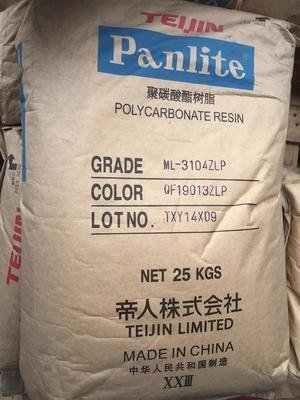 TEIJIN
Panlite®
聚碳酸酯树脂
POLYCARBONATE RESIN
GRADE ML-3104ZLP
COLOR QF19013ZLP
LOT NO. TXY14X09
NET 25 KGS
帝人株式会社
TEIJIN LIMITED
MADE IN CHINA
中华人民共和国制造
XXIII
TEIJIN